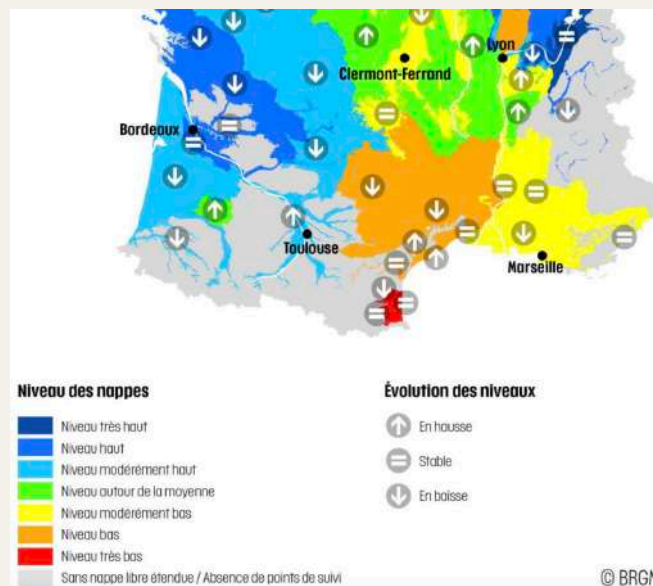 Lyon
Clermont-Ferrand
Bordeaux
Toulouse
Marseille
Niveau des nappes
Niveau très haut
Niveau haut
Niveau modérément haut
Niveau autour de la moyenne
Niveau modérément bas
Niveau bas
Niveau très bas
Sans nappe libre étendue / Absence de points de suivi
Évolution des niveaux
En hausse
Stable
En baisse